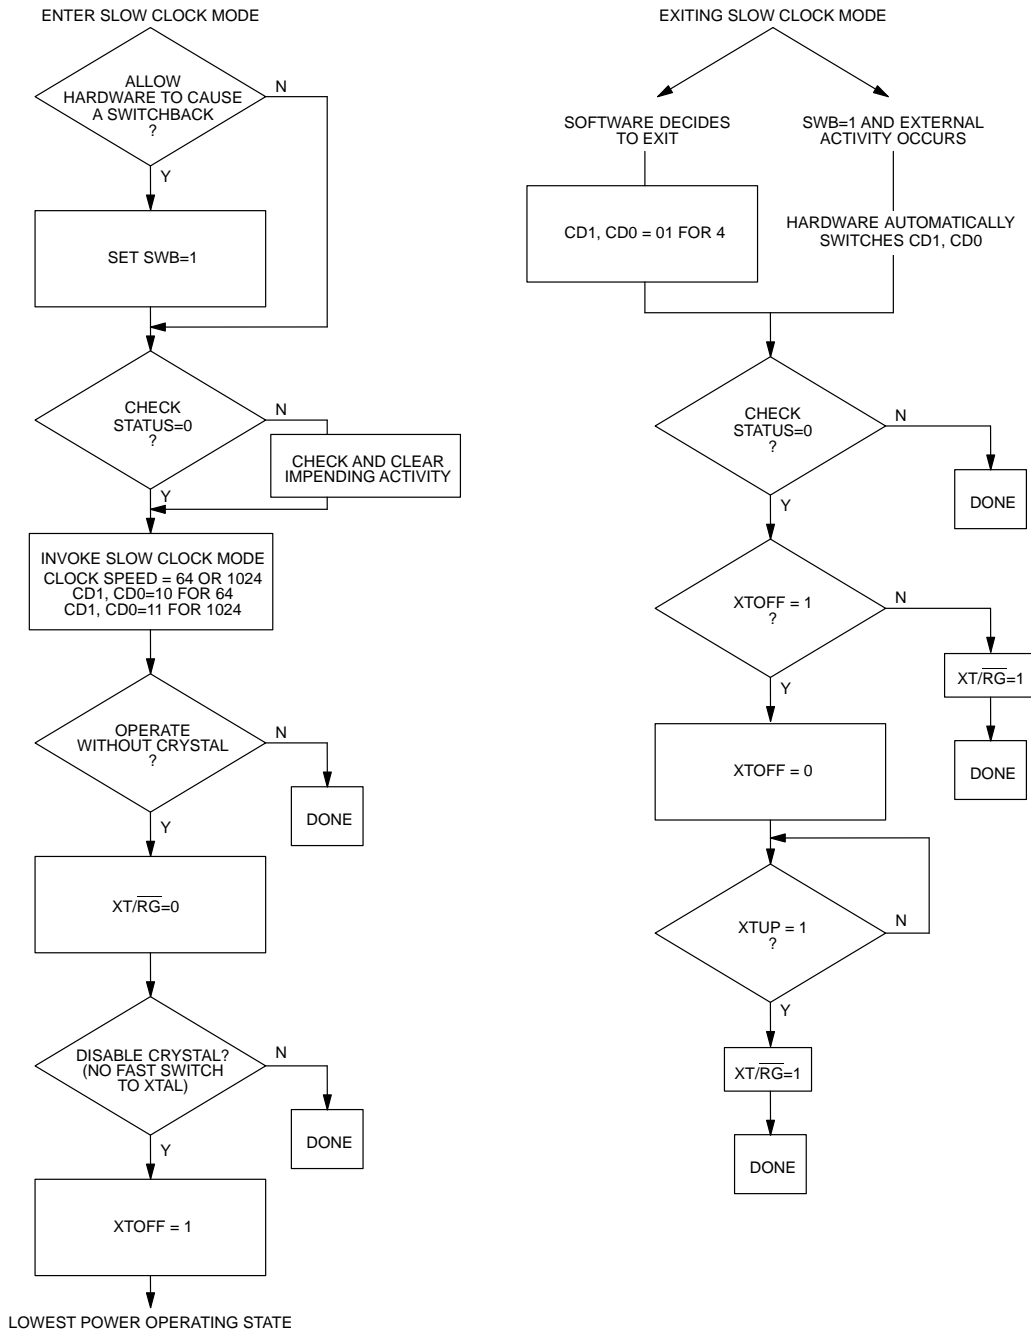 ENTER SLOW CLOCK MODE
ALLOW
HARDWARE TO CAUSE
A SWITCHBACK
?
N
Y
SET SWB=1
CHECK
STATUS=0
?
N
CHECK AND CLEAR
IMPENDING ACTIVITY
Y
INVOKE SLOW CLOCK MODE
CLOCK SPEED = 64 OR 1024
CD1, CD0=10 FOR 64
CD1, CD0=11 FOR 1024
OPERATE
WITHOUT CRYSTAL
?
N
DONE
Y
XT/R̅G̅=0
DISABLE CRYSTAL?
(NO FAST SWITCH
TO XTAL)
N
DONE
Y
XTOFF = 1
LOWEST POWER OPERATING STATE
EXITING SLOW CLOCK MODE
SOFTWARE DECIDES
TO EXIT
SWB=1 AND EXTERNAL
ACTIVITY OCCURS
CD1, CD0 = 01 FOR 4
HARDWARE AUTOMATICALLY
SWITCHES CD1, CD0
CHECK
STATUS=0
?
N
DONE
Y
XTOFF = 1
?
N
XT/R̅G̅=1
DONE
Y
XTOFF = 0
XTUP = 1
?
N
Y
XT/R̅G̅=1
DONE